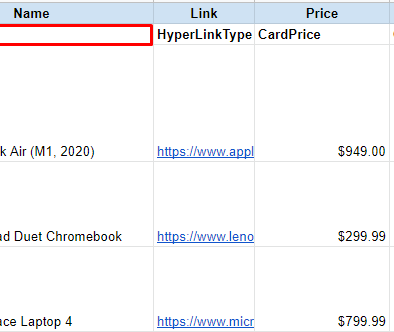 Name Link Price
HyperLinkType CardPrice
k Air (M1, 2020) https://www.appl $949.00
ad Duet Chromebook https://www.leno $299.99
ace Laptop 4 https://www.micr $799.99